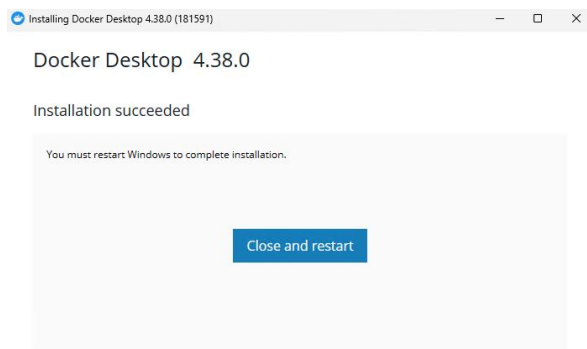 Installing Docker Desktop 4.38.0 (181591)
Docker Desktop 4.38.0
Installation succeeded
You must restart Windows to complete installation.
Close and restart